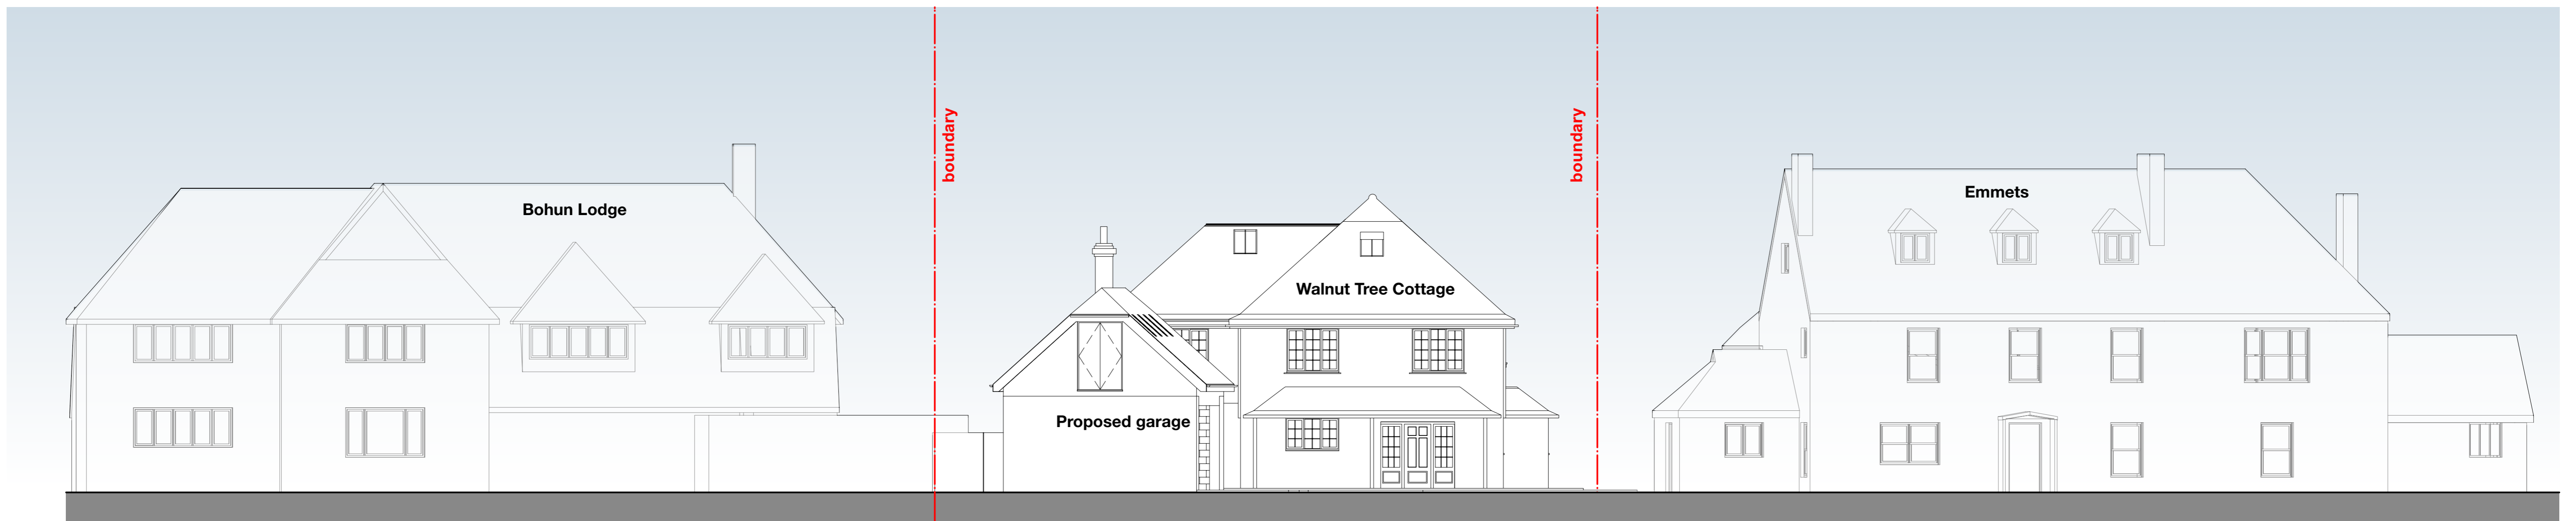 boundary
boundary
Bohun Lodge
Emmets
Walnut Tree Cottage
Proposed garage